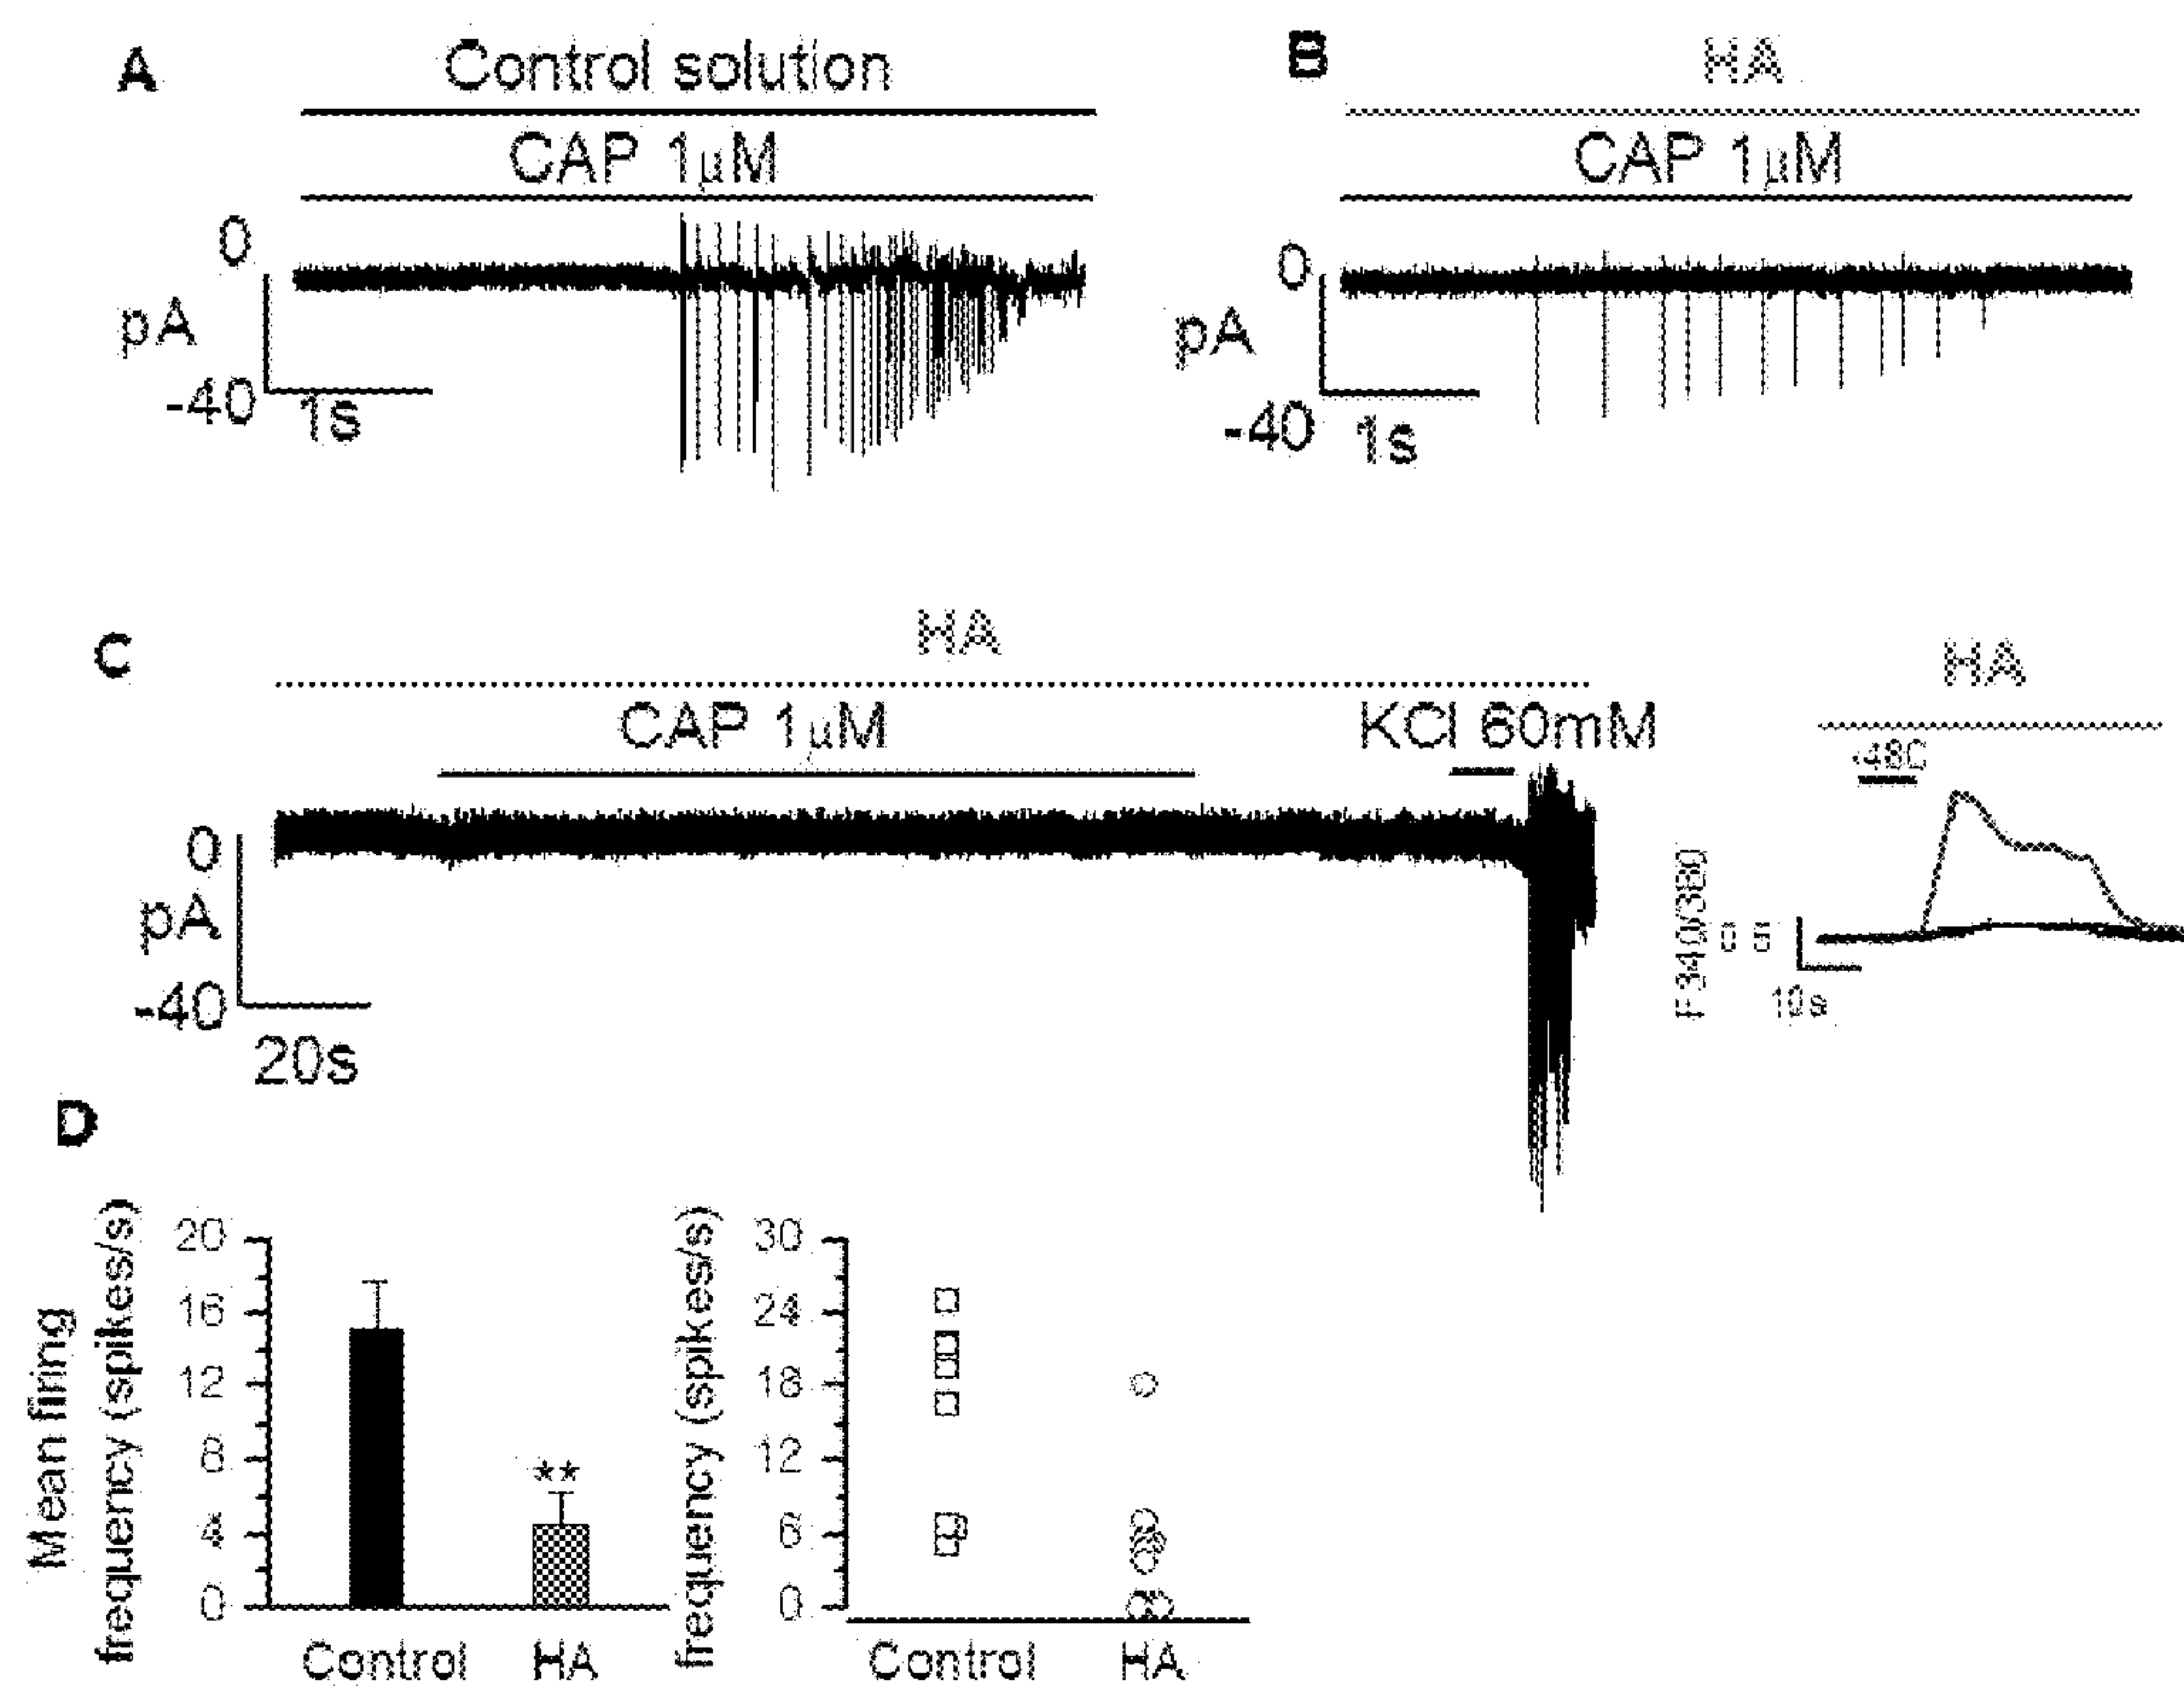 A
Control solution
CAP 1μM
0
pA
-40
1s
B
HA
CAP 1μM
0
pA
-40
1s
C
HA
CAP 1μM
KCl 60mM
0
pA
-40
20s
HA
F340/380
0 5
10s
D
Mean firing
frequency (spikes/s)
20
16
12
8
4
0
**
Control
HA
frequency (spikes/s)
30
24
18
12
6
0
Control
HA